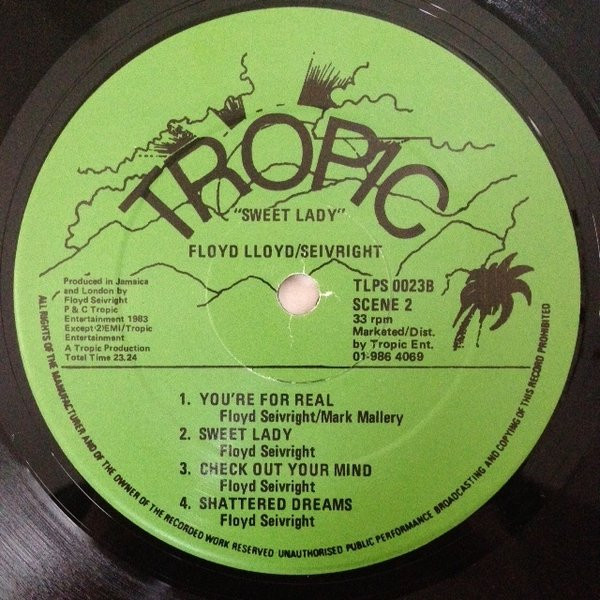 TROPIC
"SWEET LADY"
FLOYD LLOYD/SEIVRIGHT
Produced in Jamaica
and London by
Floyd Seivright
P & C Tropic
Entertainment 1983
Except (2)EMI/Tropic
Entertainment
A Tropic Production
Total Time 23.24
TLPS 0023B
SCENE 2
33 rpm
Marketed/Dist.
by Tropic Ent.
01-986 4069
1. YOU'RE FOR REAL
Floyd Seivright/Mark Mallery
2. SWEET LADY
Floyd Seivright
3. CHECK OUT YOUR MIND
Floyd Seivright
4. SHATTERED DREAMS
Floyd Seivright
ALL RIGHTS OF THE MANUFACTURER AND OF THE OWNER OF THE RECORDED WORK RESERVED UNAUTHORISED PUBLIC PERFORMANCE BROADCASTING AND COPYING OF THIS RECORD PROHIBITED